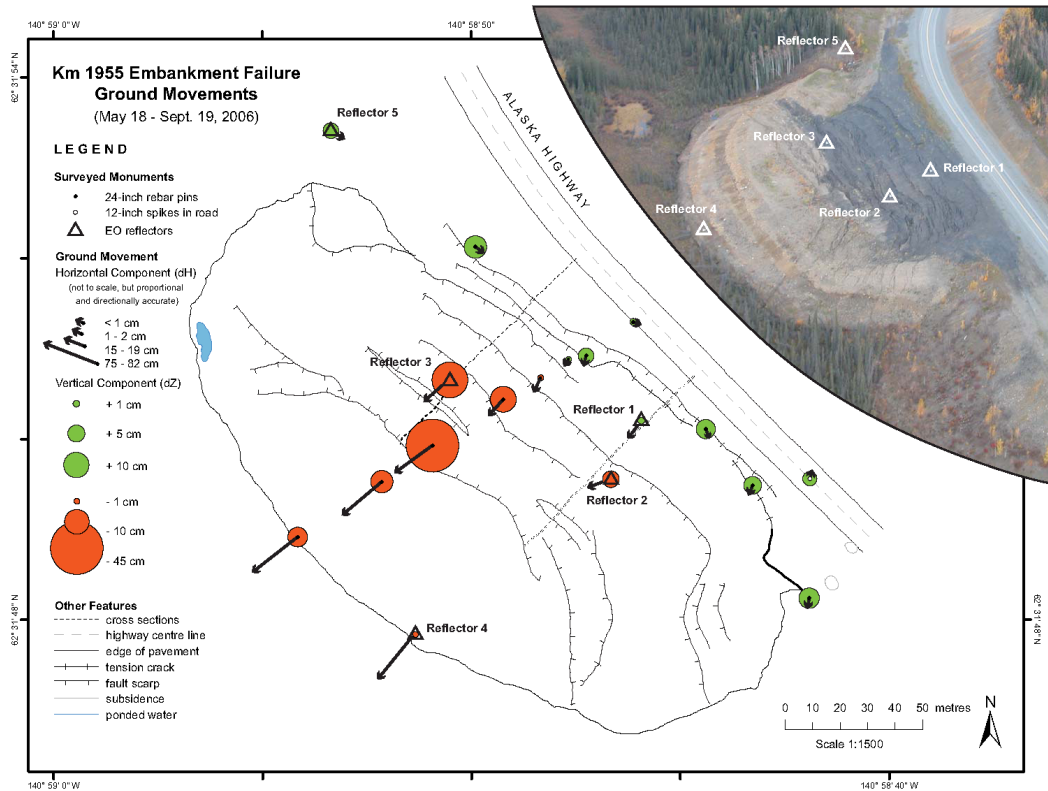 140° 59' 0" W
140° 58' 50"
62° 31' 54" N
Km 1955 Embankment Failure
Ground Movements
(May 18 - Sept. 19, 2006)
LEGEND
Surveyed Monuments
24-inch rebar pins
12-inch spikes in road
EO reflectors
Ground Movement
Horizontal Component (dH)
(not to scale, but proportional
and directionally accurate)
< 1 cm
1 - 2 cm
15 - 19 cm
75 - 82 cm
Vertical Component (dZ)
+ 1 cm
+ 5 cm
+ 10 cm
- 1 cm
- 10 cm
- 45 cm
Other Features
cross sections
highway centre line
edge of pavement
tension crack
fault scarp
subsidence
ponded water
Reflector 5
ALASKA HIGHWAY
Reflector 3
Reflector 1
Reflector 2
Reflector 4
Reflector 5
Reflector 3
Reflector 1
Reflector 2
Reflector 4
62° 31' 48" N
62° 31' 48" N
0 10 20 30 40 50 metres
Scale 1:1500
N
140° 59' 0" W
140° 58' 40" W